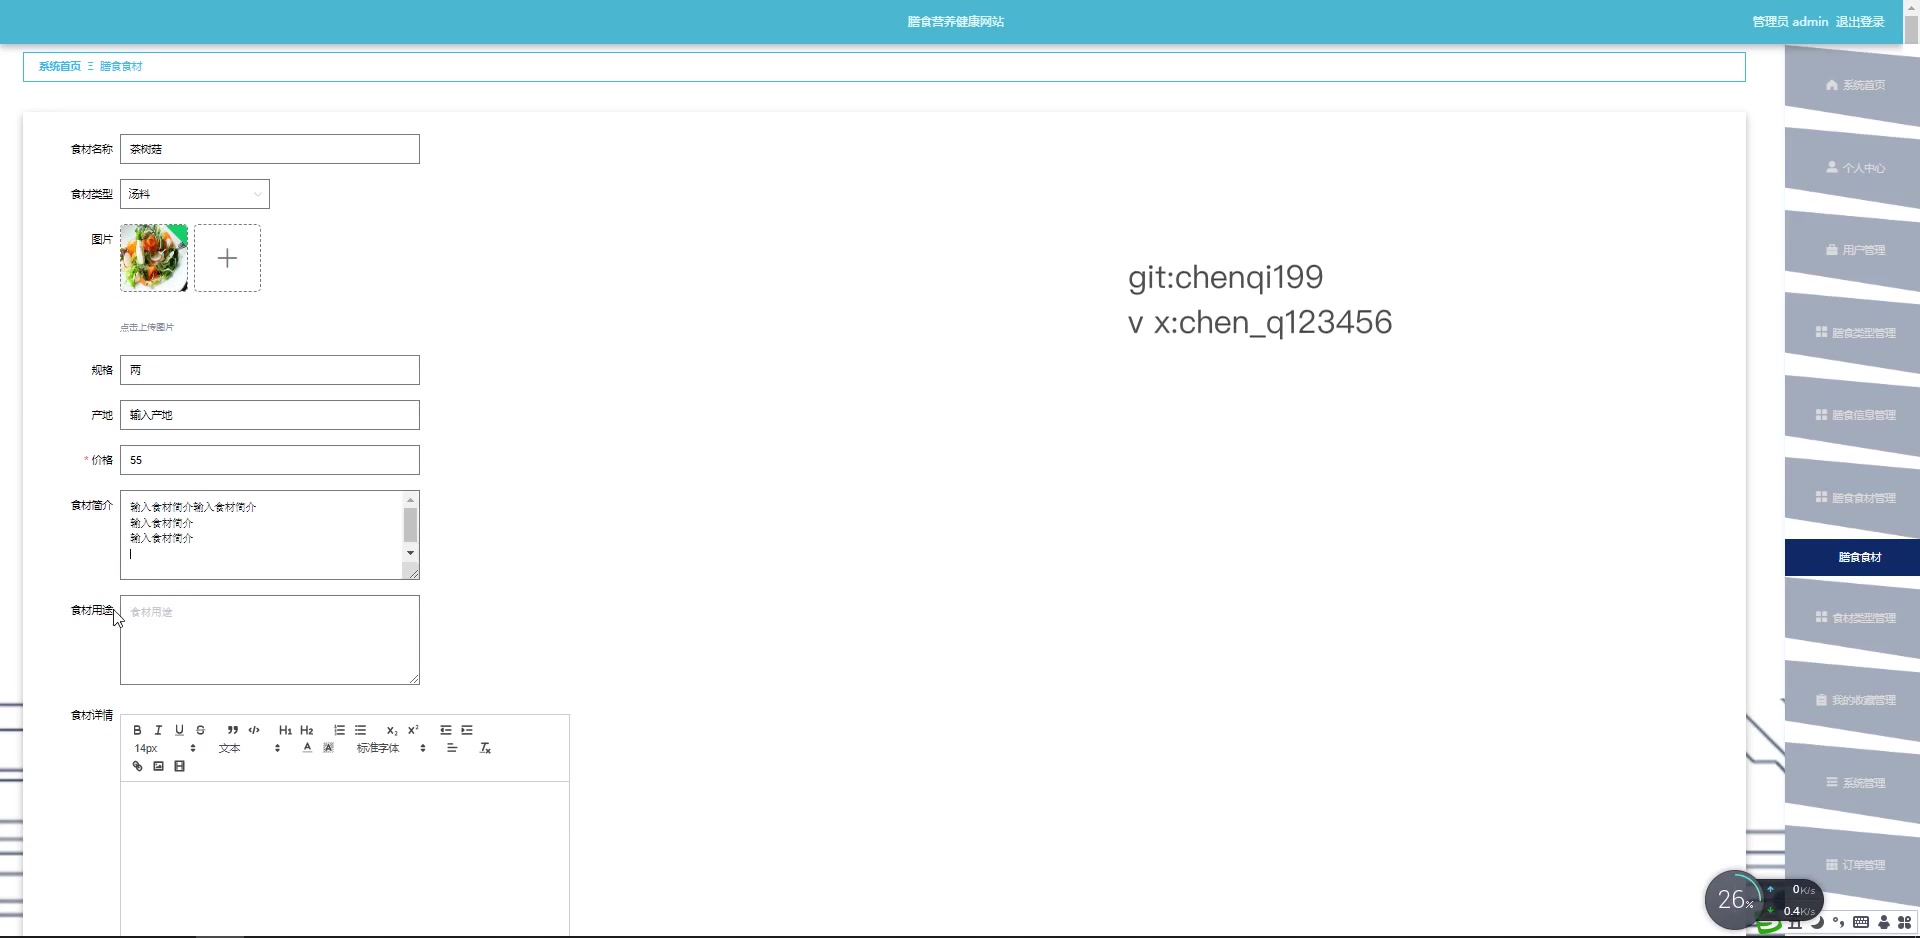 膳食营养健康网站
管理员 admin 退出登录
系统首页 Ξ 膳食食材
食材名称 茶树菇
食材类型 汤料
图片
点击上传图片
规格 两
产地 输入产地
* 价格 55
食材简介 输入食材简介输入食材简介
输入食材简介
输入食材简介
食材用途 食材用途
食材详情
B I U S H1 H2 x₂ x²
14px 文本 A A 标准字体
git:chenqi199
v x:chen_q123456
系统首页
个人中心
用户管理
膳食类型管理
膳食信息管理
膳食食材管理
膳食食材
食材类型管理
我的收藏管理
系统管理
订单管理
26%
0K/s
0.4K/s